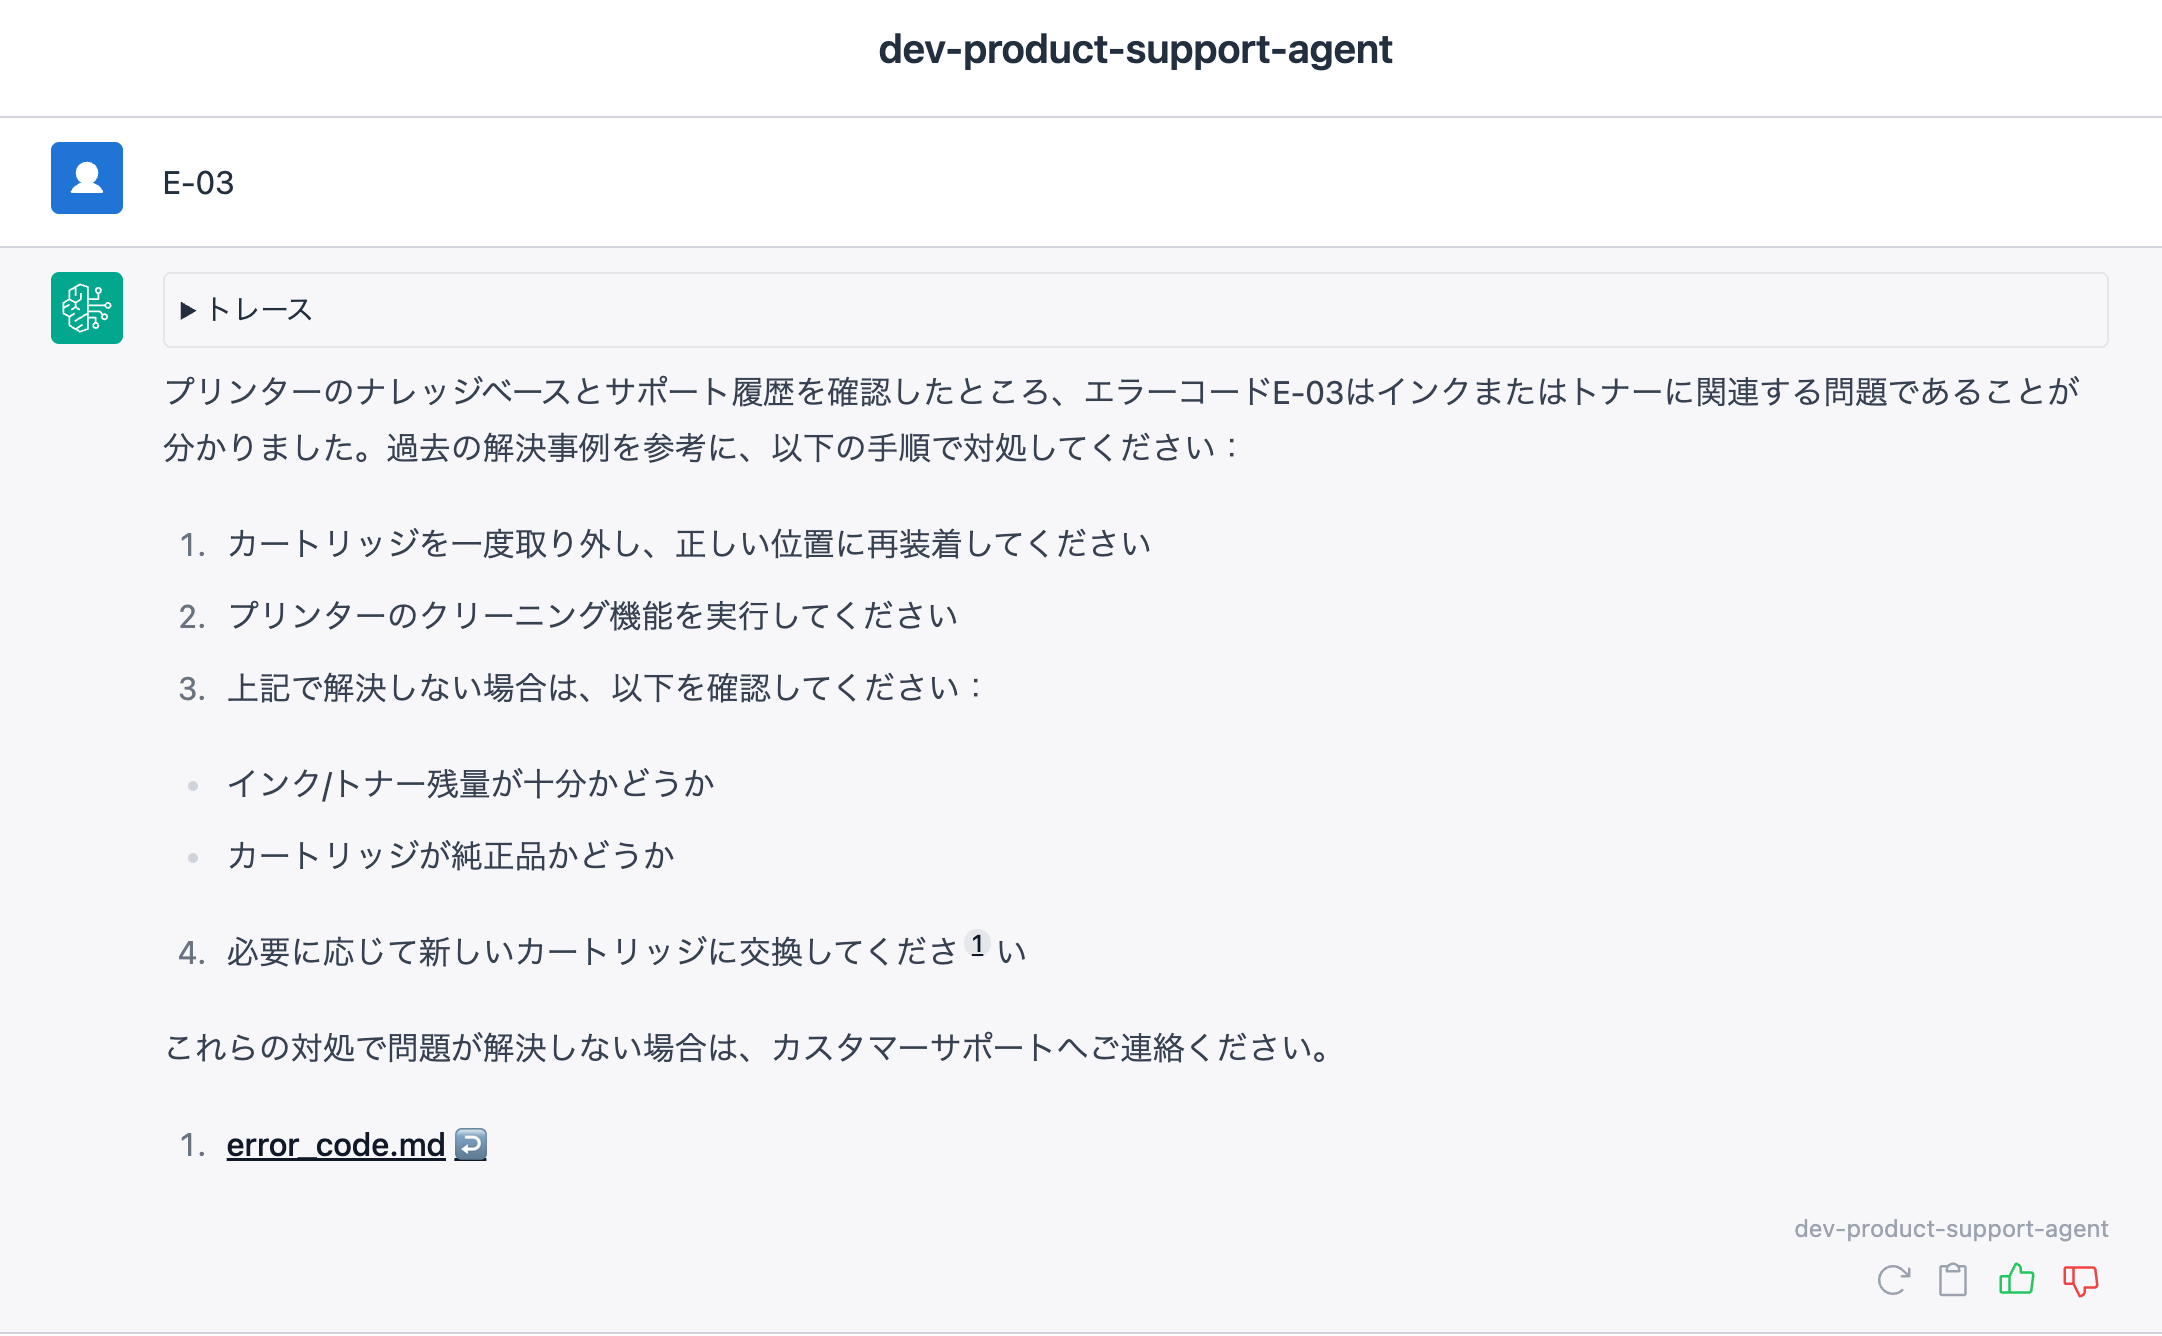 dev-product-support-agent
E-03
▶ トレース
プリンターのナレッジベースとサポート履歴を確認したところ、エラーコードE-03はインクまたはトナーに関連する問題であることが
分かりました。過去の解決事例を参考に、以下の手順で対処してください：
1. カートリッジを一度取り外し、正しい位置に再装着してください
2. プリンターのクリーニング機能を実行してください
3. 上記で解決しない場合は、以下を確認してください：
• インク/トナー残量が十分かどうか
• カートリッジが純正品かどうか
4. 必要に応じて新しいカートリッジに交換してくださ1い
これらの対処で問題が解決しない場合は、カスタマーサポートへご連絡ください。
1. error_code.md ↩
dev-product-support-agent